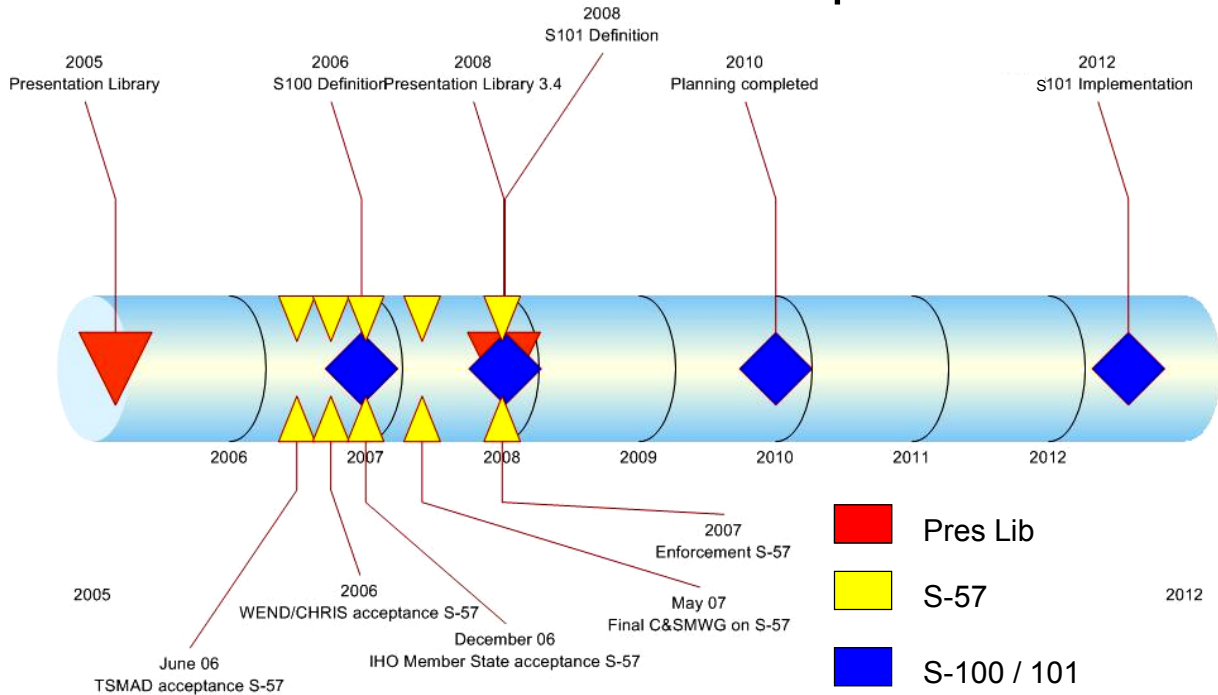 2008
S101 Definition
2005
Presentation Library
2006
S100 Definition
2008
Presentation Library 3.4
2010
Planning completed
2012
S101 Implementation
2006
2007
2008
2009
2010
2011
2012
2007
Enforcement S-57
2005
2006
WEND/CHRIS acceptance S-57
May 07
Final C&SMWG on S-57
2012
December 06
IHO Member State acceptance S-57
June 06
TSMAD acceptance S-57
Pres Lib
S-57
S-100 / 101